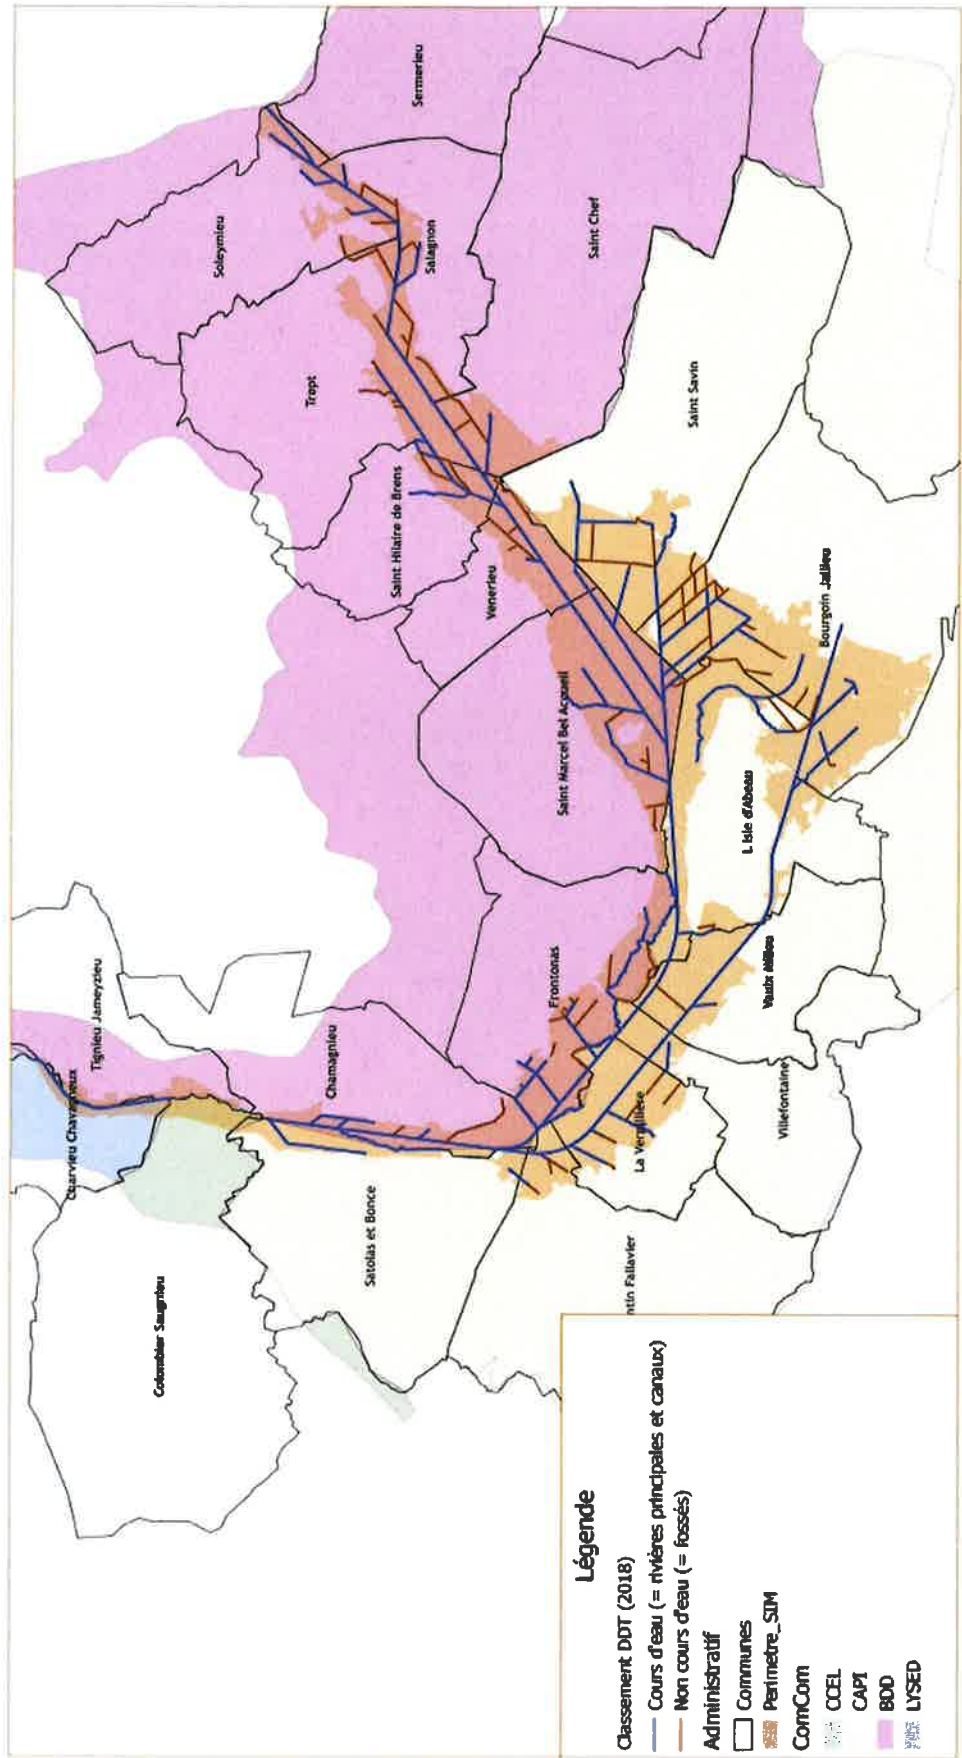 Sermerieu
Soleymieu
Salagnon
Saint Chef
Trept
Saint Savin
Saint Hilaire de Brens
Venerieu
Bourgoin Jallieu
Saint Marcel Bel Accueil
L Isle d'Abeau
Frontonas
Vaulx Milieu
Tignieu Jameyzieu
Chamagnieu
Charvieu Chavagneux
La Verpillière
Villefontaine
Satolas et Bonce
ntin Fallavier
Colombier Saugnieu
Légende
Classement DDT (2018)
Cours d'eau (= rivières principales et canaux)
Non cours d'eau (= fossés)
Administratif
Communes
Perimetre_SIM
ComCom
CCEL
CAPI
BDD
LYSED